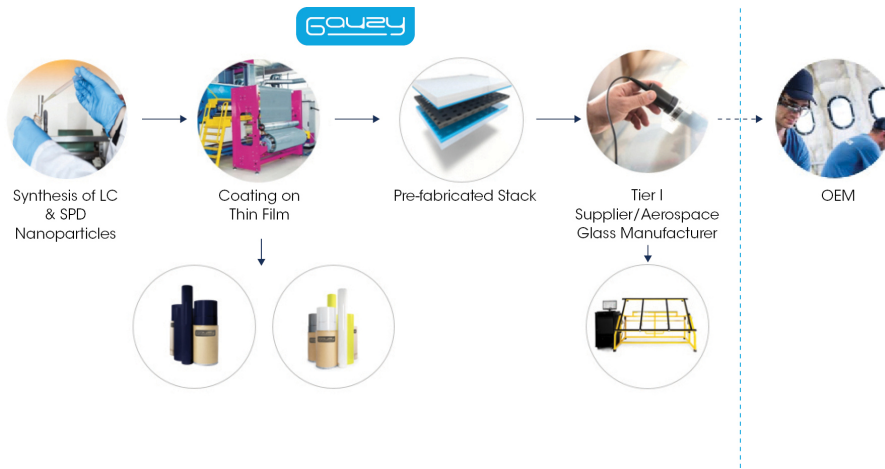 Gauzy
Synthesis of LC
& SPD
Nanoparticles
Coating on
Thin Film
Pre-fabricated Stack
Tier I
Supplier/Aerospace
Glass Manufacturer
OEM